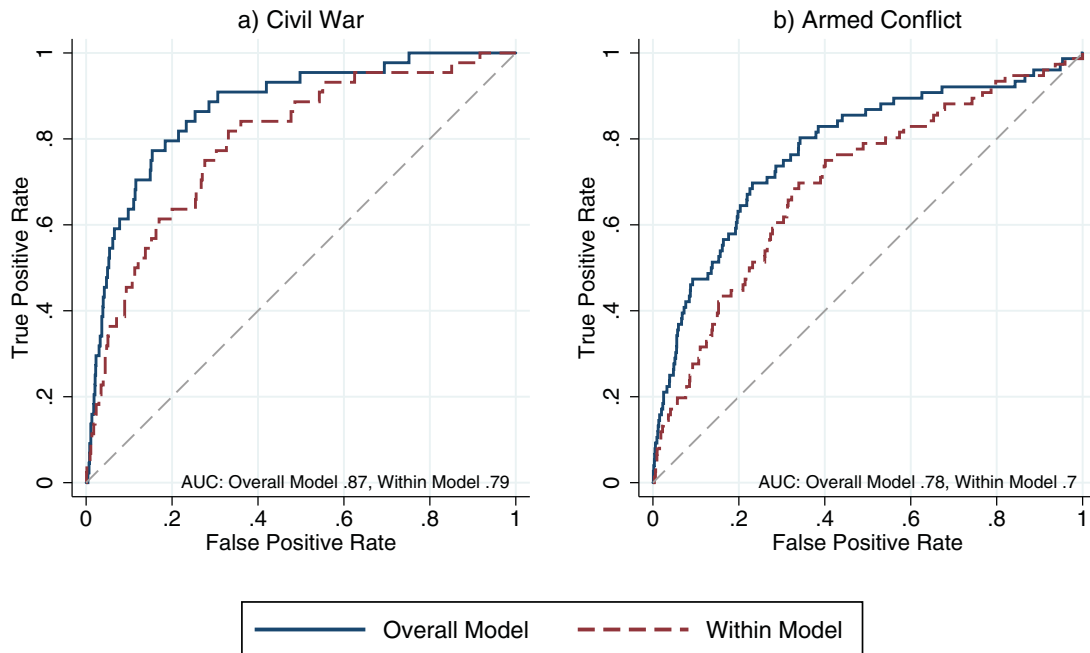 a) Civil War
1
.8
.6
.4
.2
0
True Positive Rate
AUC: Overall Model .87, Within Model .79
0 .2 .4 .6 .8 1
False Positive Rate
b) Armed Conflict
1
.8
.6
.4
.2
0
True Positive Rate
AUC: Overall Model .78, Within Model .7
0 .2 .4 .6 .8 1
False Positive Rate
Overall Model Within Model